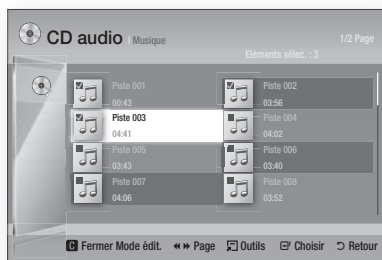 CD audio | Musique
1/2 Page
Eléments sélec. : 3
Piste 001
00:43
Piste 002
03:56
Piste 003
04:41
Piste 004
04:02
Piste 005
03:43
Piste 006
03:40
Piste 007
04:06
Piste 008
03:52
C Fermer Mode édit. Page Outils Choisir Retour